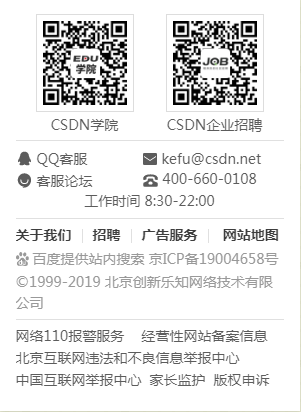 EDU 学院 JOB
CSDN学院 CSDN企业招聘
QQ客服 kefu@csdn.net
客服论坛 400-660-0108
工作时间 8:30-22:00
关于我们 招聘 广告服务 网站地图
百度提供站内搜索 京ICP备19004658号
©1999-2019 北京创新乐知网络技术有限
公司
网络110报警服务 经营性网站备案信息
北京互联网违法和不良信息举报中心
中国互联网举报中心 家长监护 版权申诉